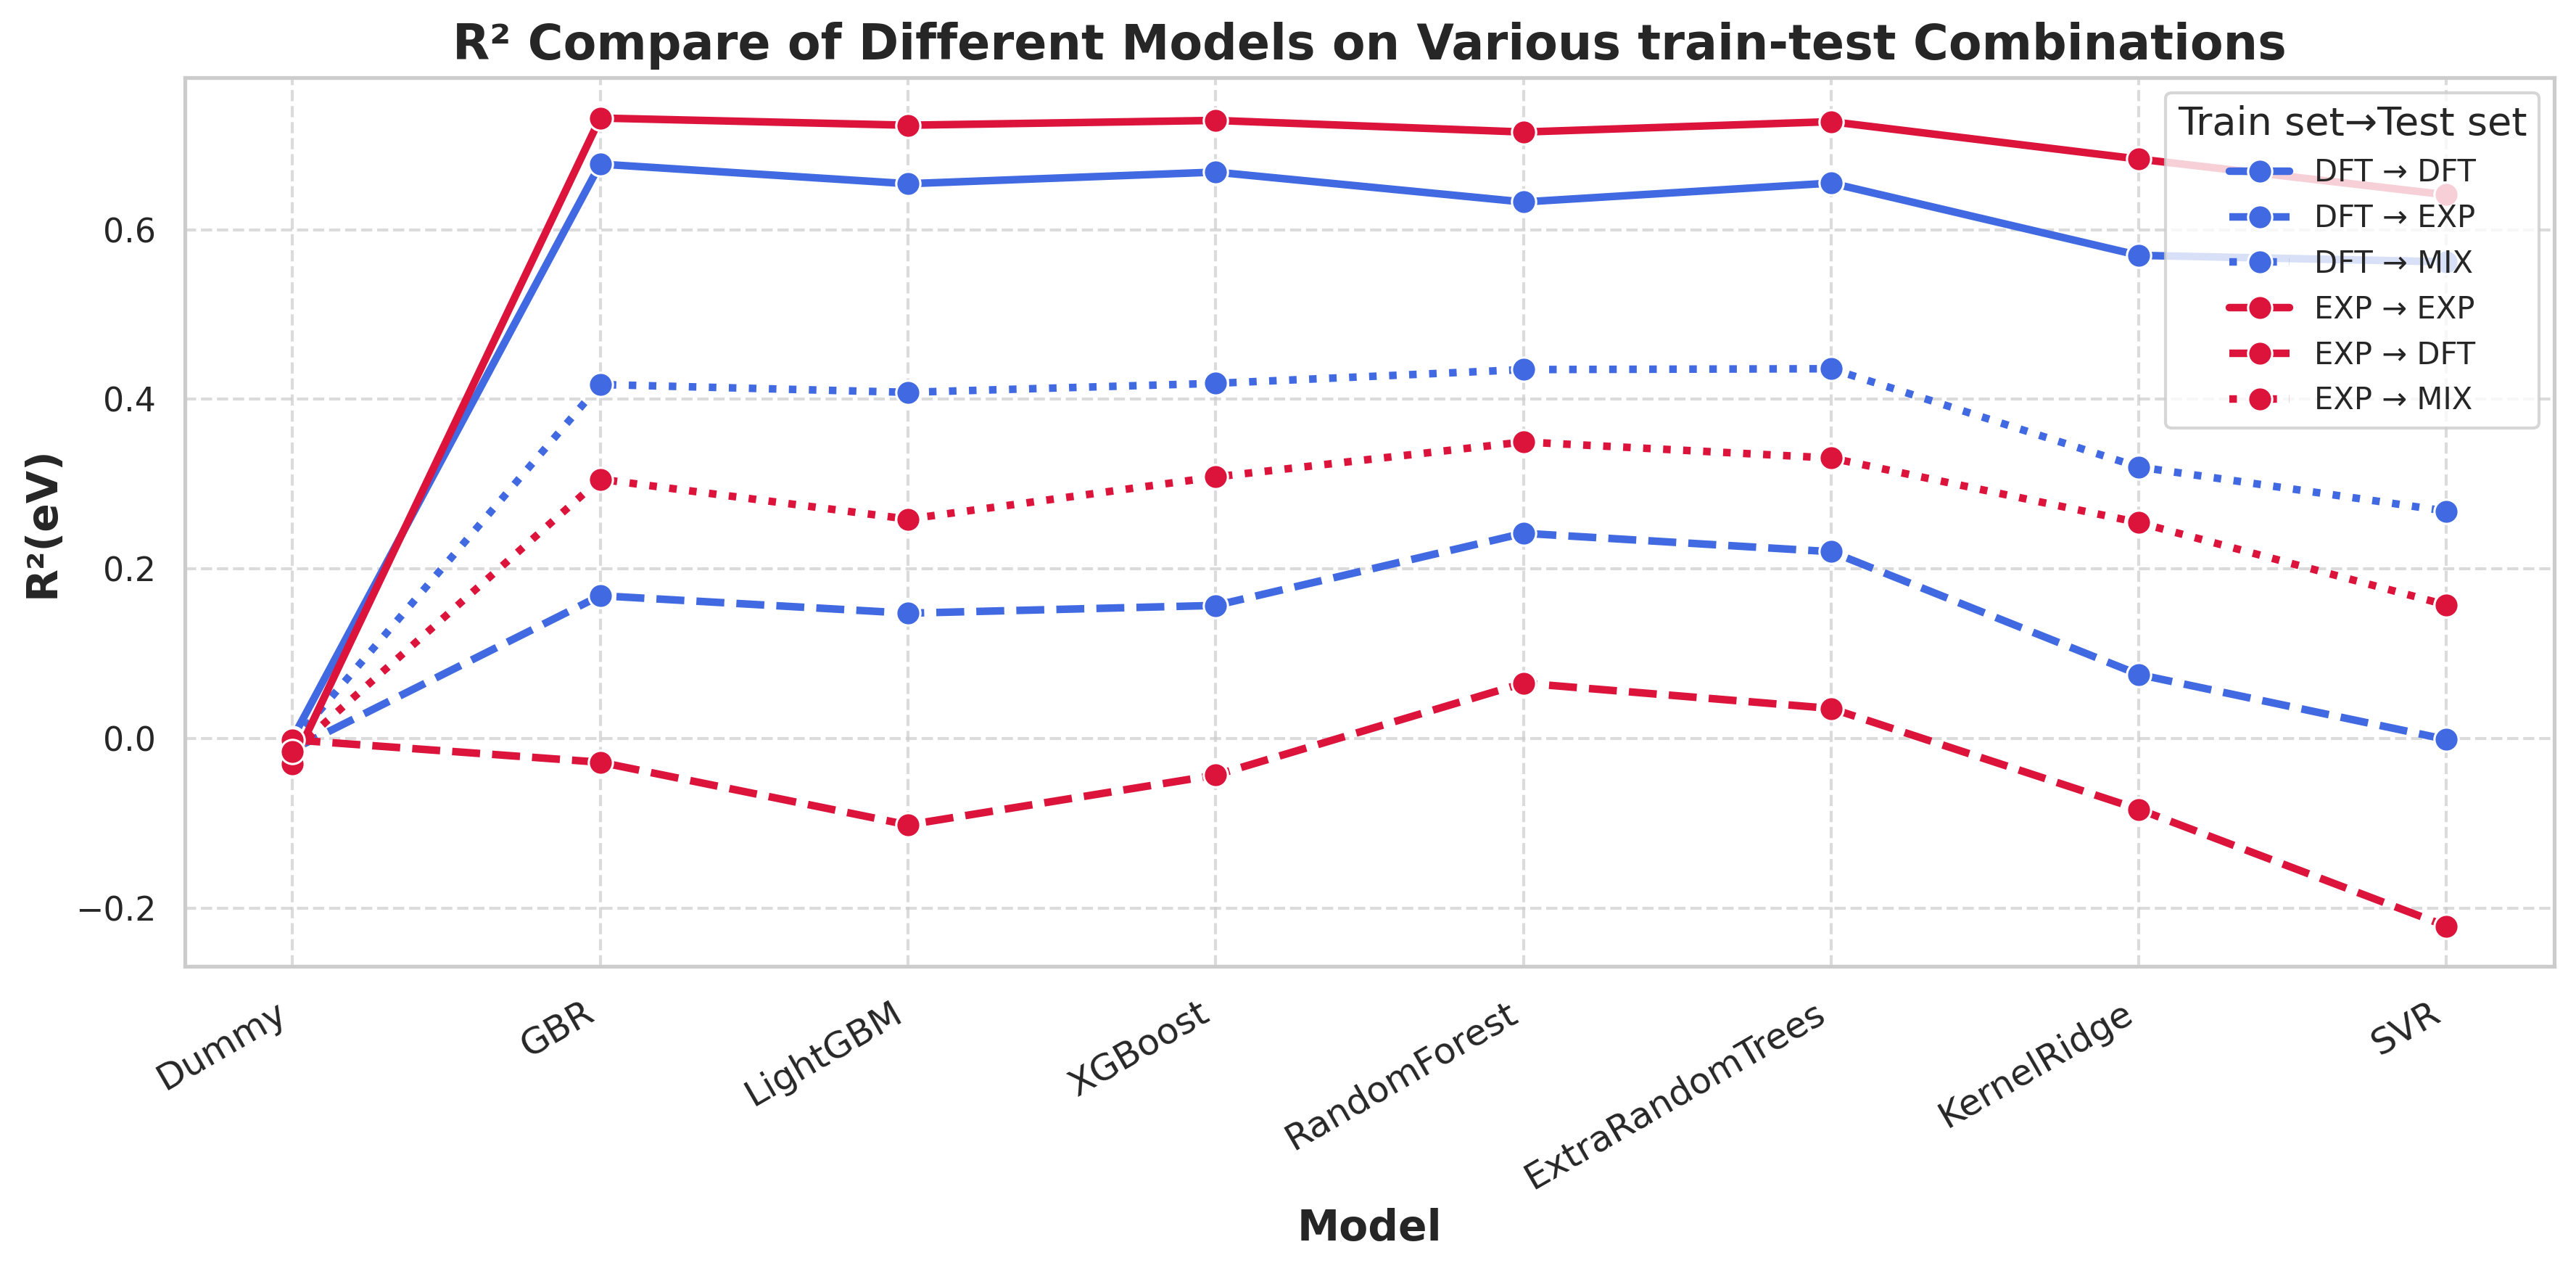 R² Compare of Different Models on Various train-test Combinations
R²(eV)
0.6
0.4
0.2
0.0
−0.2
Train set→Test set
DFT → DFT
DFT → EXP
DFT → MIX
EXP → EXP
EXP → DFT
EXP → MIX
Dummy
GBR
LightGBM
XGBoost
RandomForest
ExtraRandomTrees
KernelRidge
SVR
Model